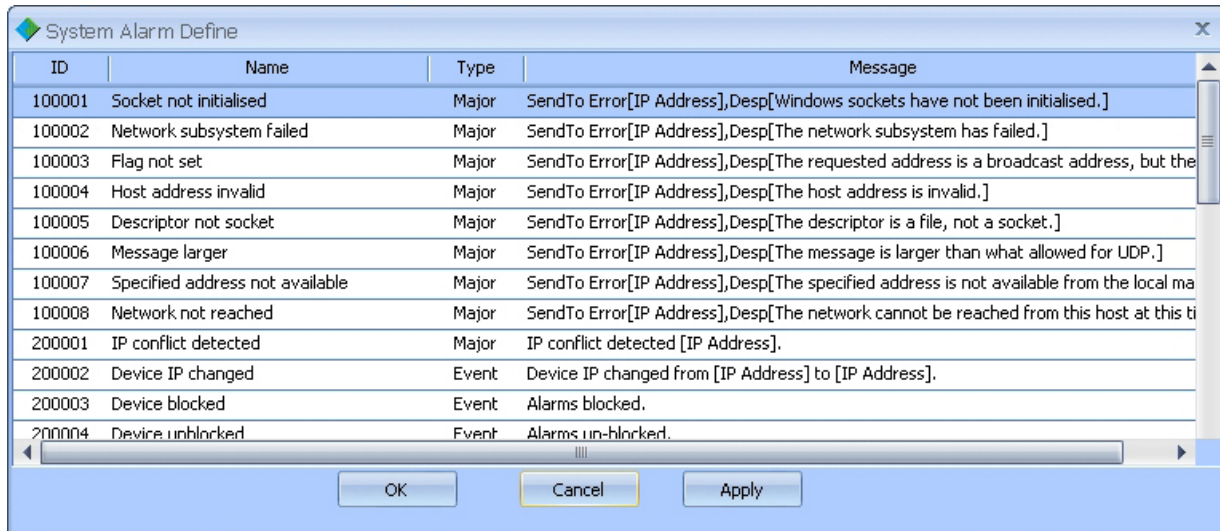 System Alarm Define
ID Name Type Message
100001 Socket not initialised Major SendTo Error[IP Address],Desp[Windows sockets have not been initialised.]
100002 Network subsystem failed Major SendTo Error[IP Address],Desp[The network subsystem has failed.]
100003 Flag not set Major SendTo Error[IP Address],Desp[The requested address is a broadcast address, but the
100004 Host address invalid Major SendTo Error[IP Address],Desp[The host address is invalid.]
100005 Descriptor not socket Major SendTo Error[IP Address],Desp[The descriptor is a file, not a socket.]
100006 Message larger Major SendTo Error[IP Address],Desp[The message is larger than what allowed for UDP.]
100007 Specified address not available Major SendTo Error[IP Address],Desp[The specified address is not available from the local ma
100008 Network not reached Major SendTo Error[IP Address],Desp[The network cannot be reached from this host at this ti
200001 IP conflict detected Major IP conflict detected [IP Address].
200002 Device IP changed Event Device IP changed from [IP Address] to [IP Address].
200003 Device blocked Event Alarms blocked.
200004 Device unblocked Event Alarms un-blocked.
OK Cancel Apply